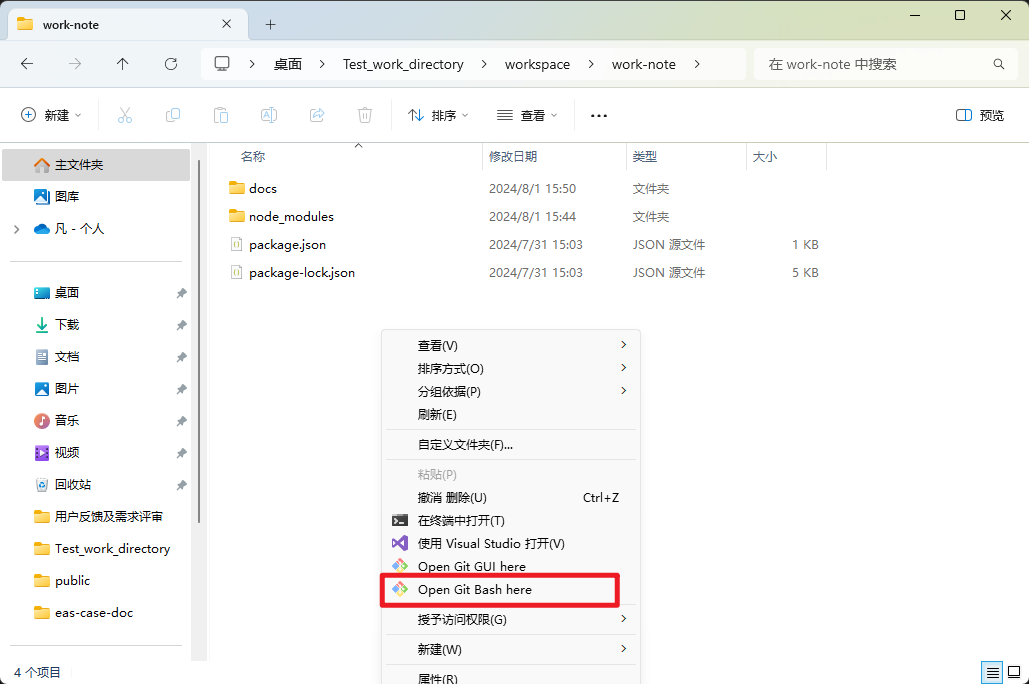 work-note
桌面 Test_work_directory workspace work-note
在 work-note 中搜索
新建 排序 查看 预览
名称 修改日期 类型 大小
主文件夹
图库
凡 - 个人
桌面
下载
文档
图片
音乐
视频
回收站
用户反馈及需求评审
Test_work_directory
public
eas-case-doc
docs 2024/8/1 15:50 文件夹
node_modules 2024/8/1 15:44 文件夹
package.json 2024/7/31 15:03 JSON 源文件 1 KB
package-lock.json 2024/7/31 15:03 JSON 源文件 5 KB
查看(V)
排序方式(O)
分组依据(P)
刷新(E)
自定义文件夹(F)...
粘贴(P)
撤消 删除(U) Ctrl+Z
在终端中打开(T)
使用 Visual Studio 打开(V)
Open Git GUI here
Open Git Bash here
授予访问权限(G)
新建(W)
属性(R)
4 个项目